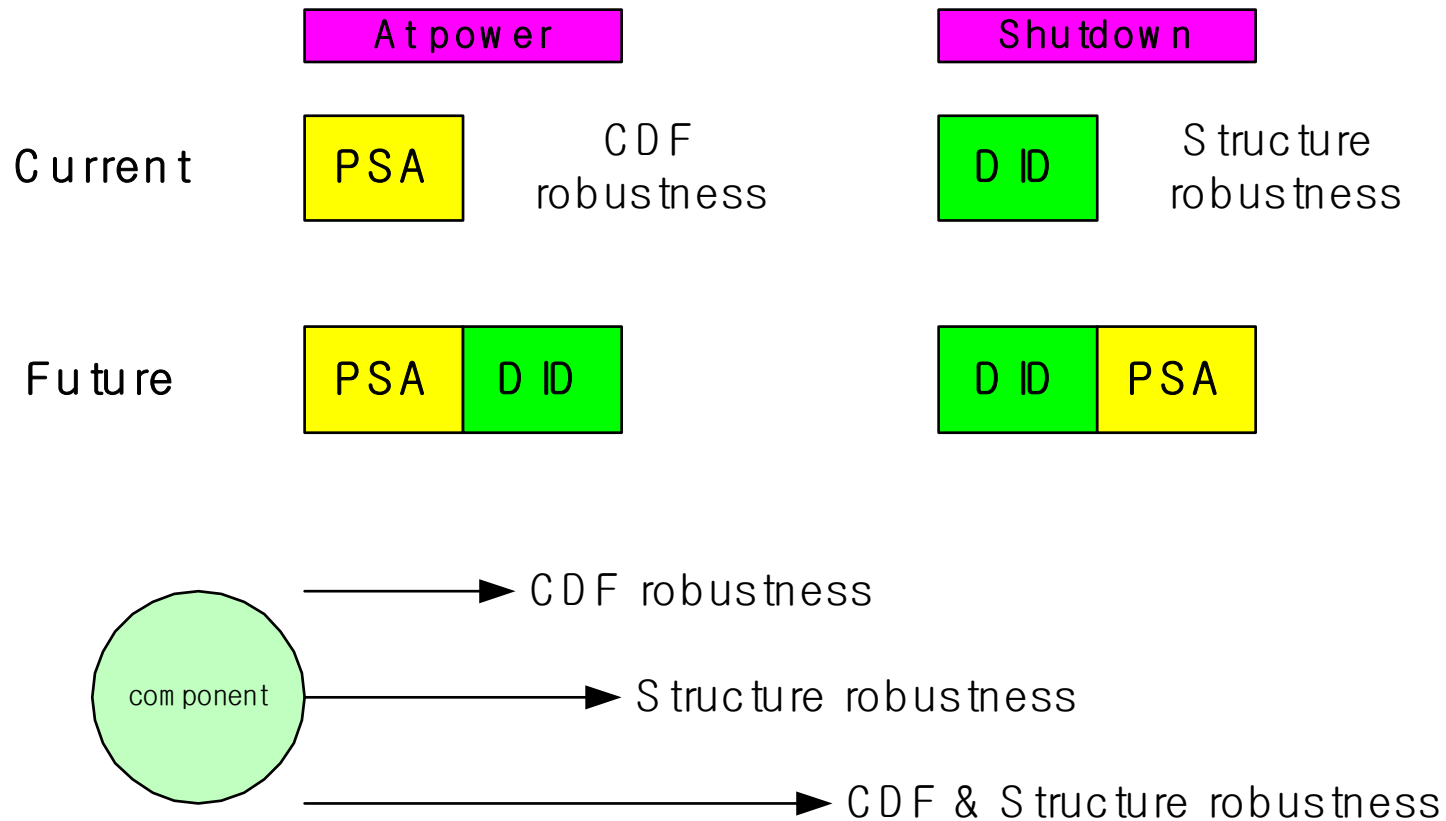 At power
Shutdown
Current
PSA
CDF
robustness
DID
Structure
robustness
Future
PSA
DID
DID
PSA
component
CDF robustness
Structure robustness
CDF & Structure robustness